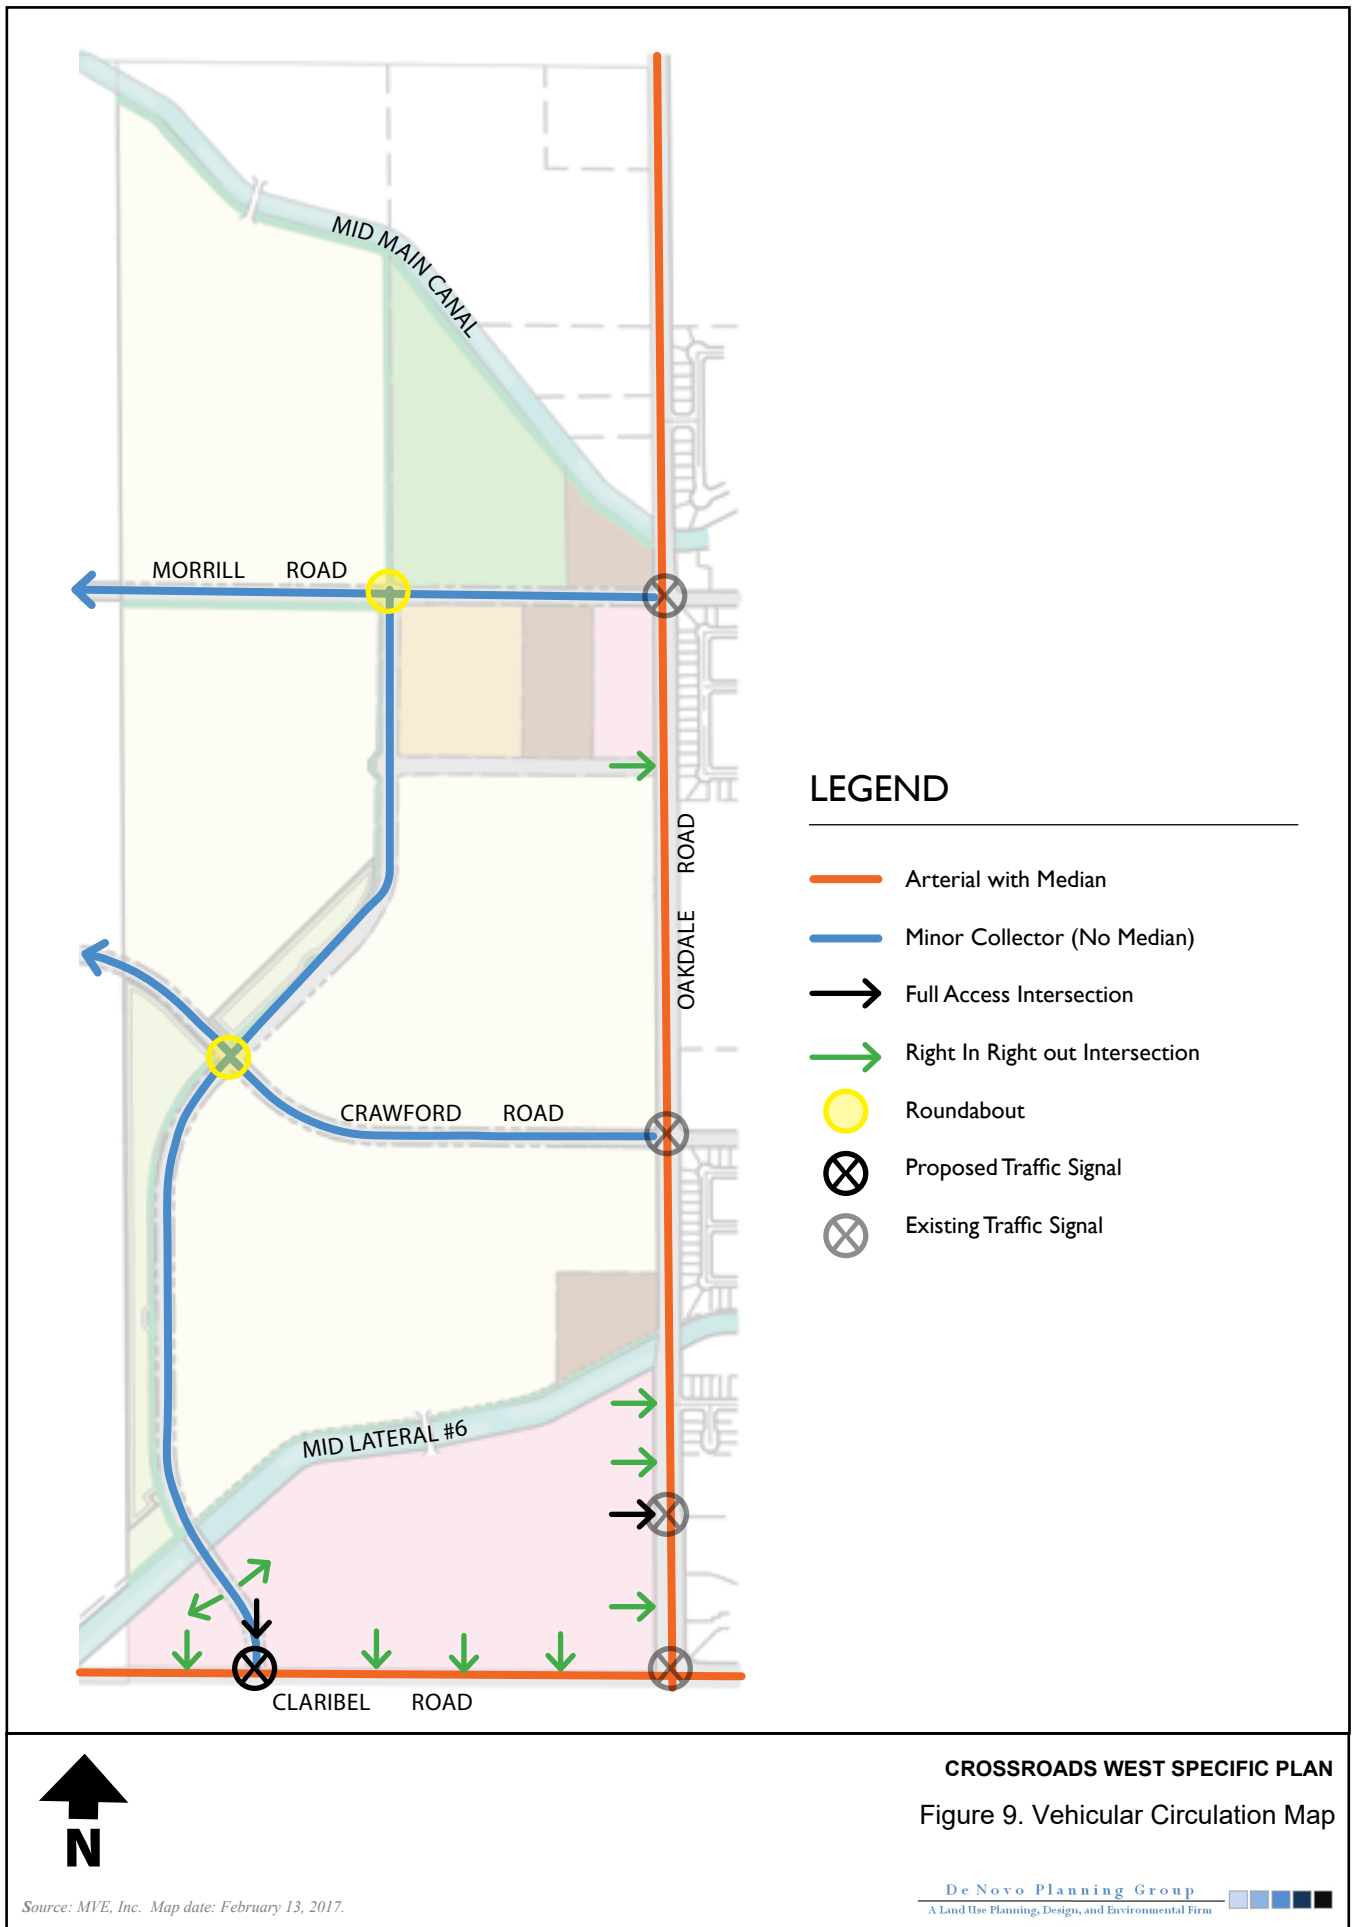 MID MAIN CANAL
MORRILL ROAD
OAKDALE ROAD
CRAWFORD ROAD
MID LATERAL #6
CLARIBEL ROAD
LEGEND
Arterial with Median
Minor Collector (No Median)
Full Access Intersection
Right In Right out Intersection
Roundabout
Proposed Traffic Signal
Existing Traffic Signal
N
CROSSROADS WEST SPECIFIC PLAN
Figure 9. Vehicular Circulation Map
Source: MVE, Inc. Map date: February 13, 2017.
De Novo Planning Group
A Land Use Planning, Design, and Environmental Firm